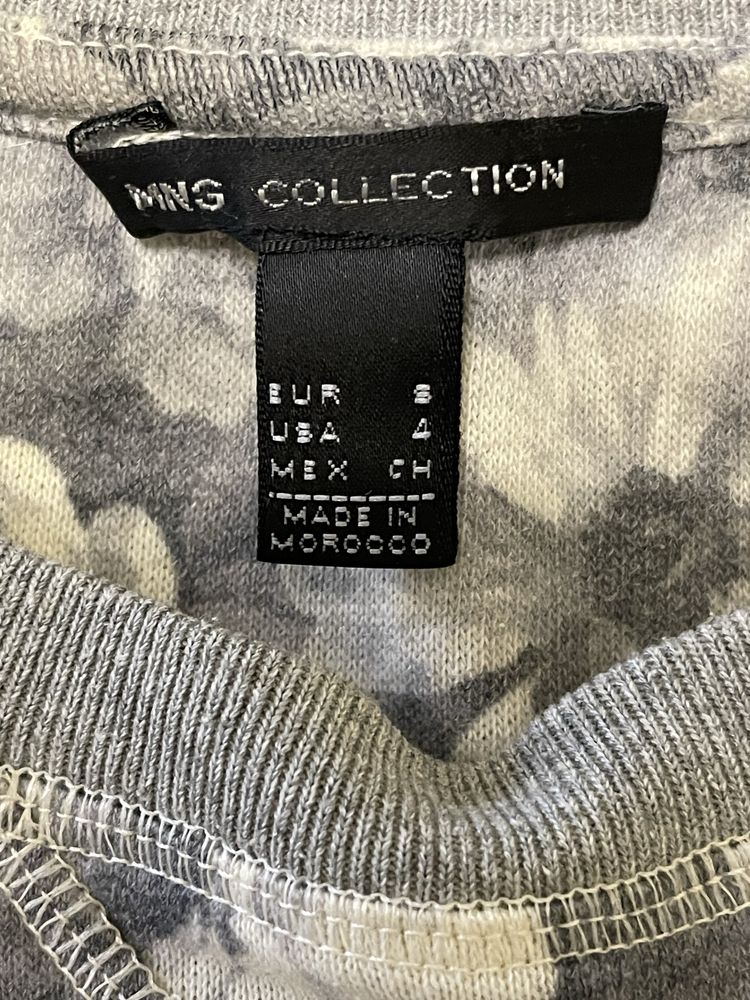 MNG COLLECTION
EUR S
USA 4
MEX CH
MADE IN
MOROCCO